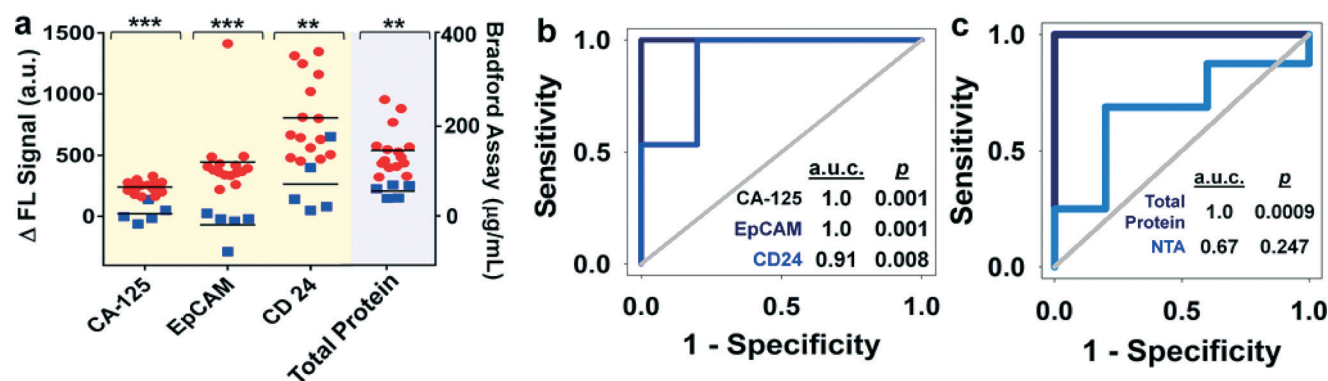 a
*** *** ** **
1500
1000
500
0
Δ FL Signal (a.u.)
400
200
0
Bradford Assay (µg/mL)
CA-125
EpCAM
CD 24
Total Protein
b
1.0
0.5
0.0
Sensitivity
a.u.c. p
CA-125 1.0 0.001
EpCAM 1.0 0.001
CD24 0.91 0.008
0.0 0.5 1.0
1 - Specificity
c
1.0
0.5
0.0
Sensitivity
a.u.c. p
Total
Protein 1.0 0.0009
NTA 0.67 0.247
0.0 0.5 1.0
1 - Specificity